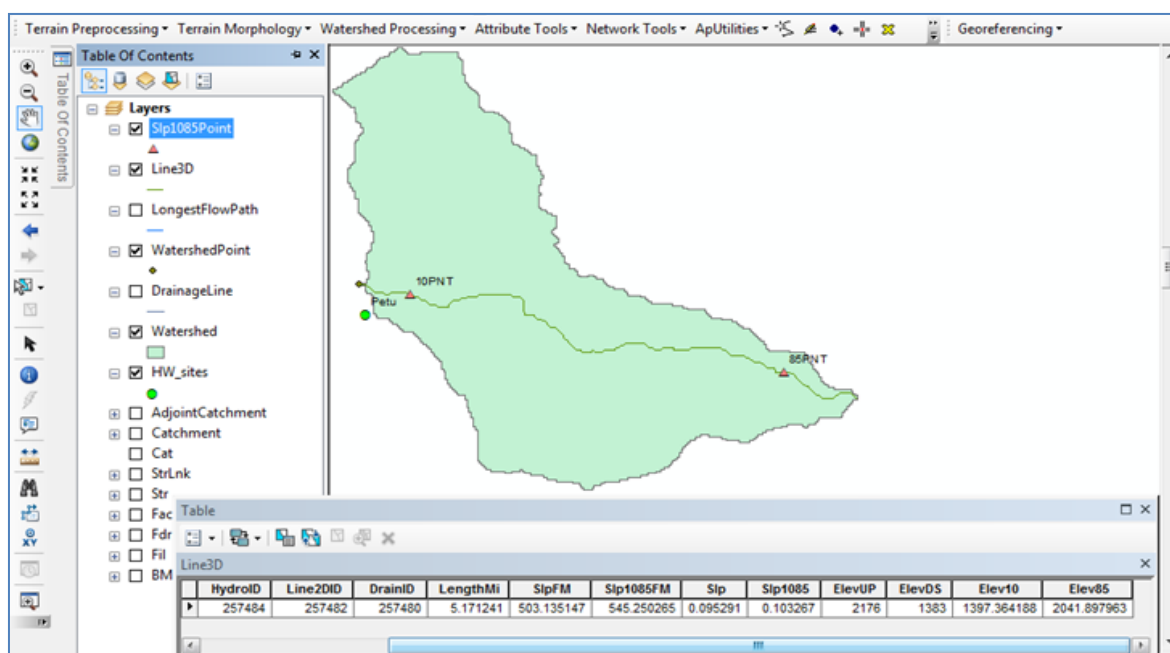 Terrain Preprocessing Terrain Morphology Watershed Processing Attribute Tools Network Tools ApUtilities Georeferencing
Table Of Contents
Table Of Contents
Layers
Slp1085Point
Line3D
LongestFlowPath
WatershedPoint
DrainageLine
Watershed
HW_sites
AdjointCatchment
Catchment
Cat
StrLnk
Str
Fac
Fdr
Fil
BM
XY
10PNT
Petu
85PNT
Table
Line3D
HydroID Line2DID DrainID LengthMi SlpFM Slp1085FM Slp Slp1085 ElevUP ElevDS Elev10 Elev85
257484 257482 257480 5.171241 503.135147 545.250265 0.095291 0.103267 2176 1383 1397.364188 2041.897963